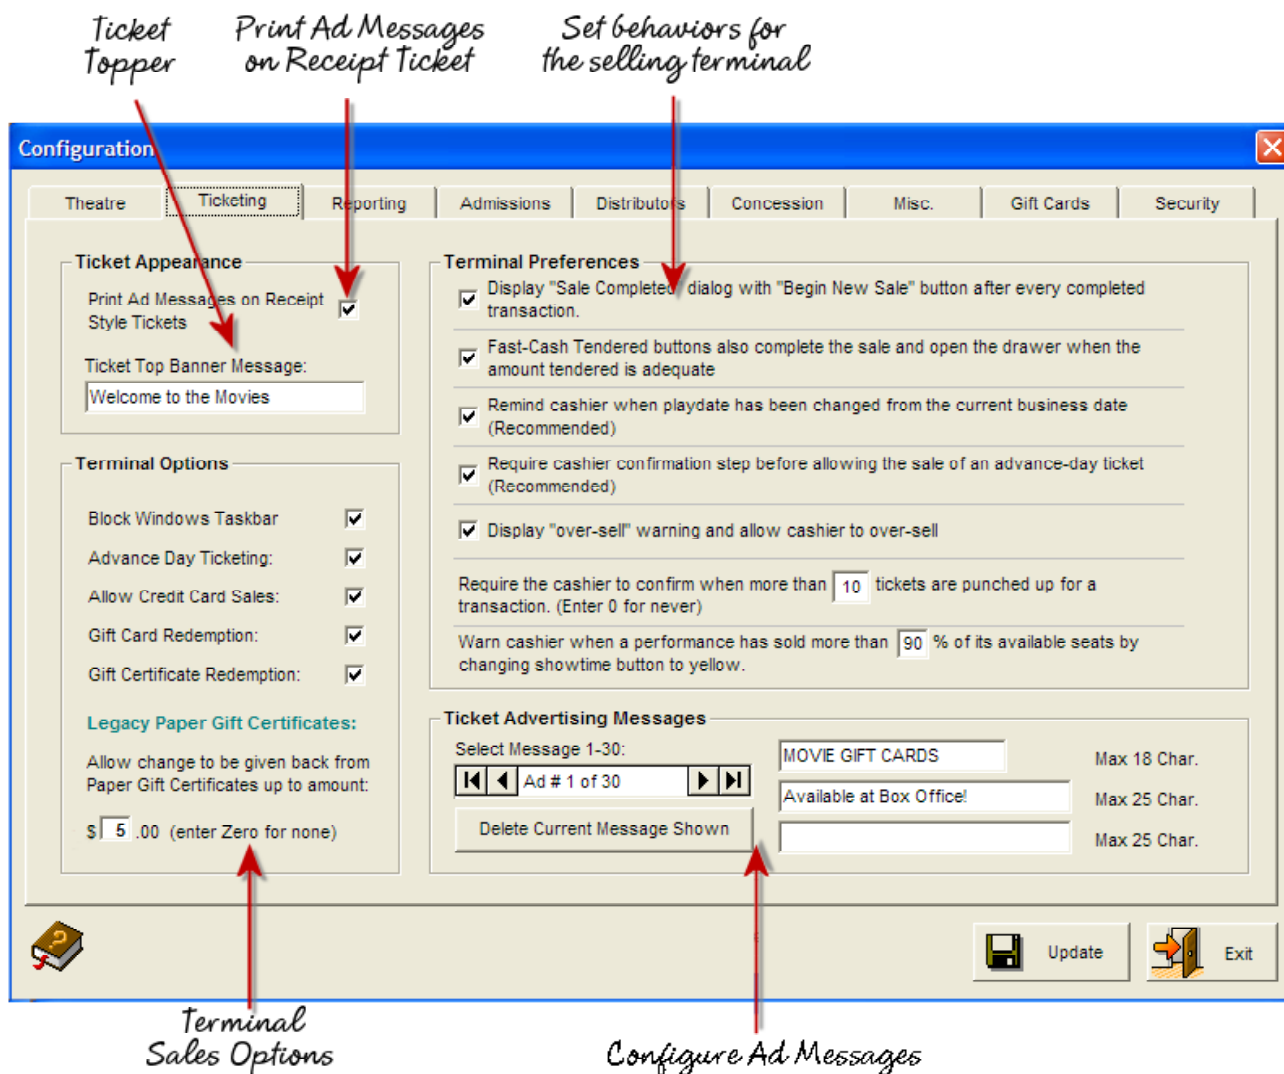 Ticket
Topper
Print Ad Messages
on Receipt Ticket
Set behaviors for
the selling terminal
Configuration
Theatre
Ticketing
Reporting
Admissions
Distributors
Concession
Misc.
Gift Cards
Security
Ticket Appearance
Print Ad Messages on Receipt
Style Tickets
Ticket Top Banner Message:
Welcome to the Movies
Terminal Options
Block Windows Taskbar
Advance Day Ticketing:
Allow Credit Card Sales:
Gift Card Redemption:
Gift Certificate Redemption:
Legacy Paper Gift Certificates:
Allow change to be given back from
Paper Gift Certificates up to amount:
$ 5 .00 (enter Zero for none)
Terminal Preferences
Display "Sale Completed" dialog with "Begin New Sale" button after every completed
transaction.
Fast-Cash Tendered buttons also complete the sale and open the drawer when the
amount tendered is adequate
Remind cashier when playdate has been changed from the current business date
(Recommended)
Require cashier confirmation step before allowing the sale of an advance-day ticket
(Recommended)
Display "over-sell" warning and allow cashier to over-sell
Require the cashier to confirm when more than 10 tickets are punched up for a
transaction. (Enter 0 for never)
Warn cashier when a performance has sold more than 90 % of its available seats by
changing showtime button to yellow.
Ticket Advertising Messages
Select Message 1-30:
Ad # 1 of 30
Delete Current Message Shown
MOVIE GIFT CARDS
Max 18 Char.
Available at Box Office!
Max 25 Char.
Max 25 Char.
Update
Exit
Terminal
Sales Options
Configure Ad Messages